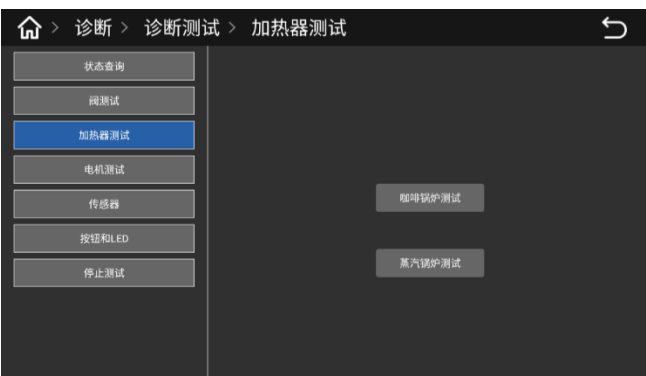 > 诊断 > 诊断测试 > 加热器测试
状态查询
阀测试
加热器测试
电机测试
传感器
按钮和LED
停止测试
咖啡锅炉测试
蒸汽锅炉测试